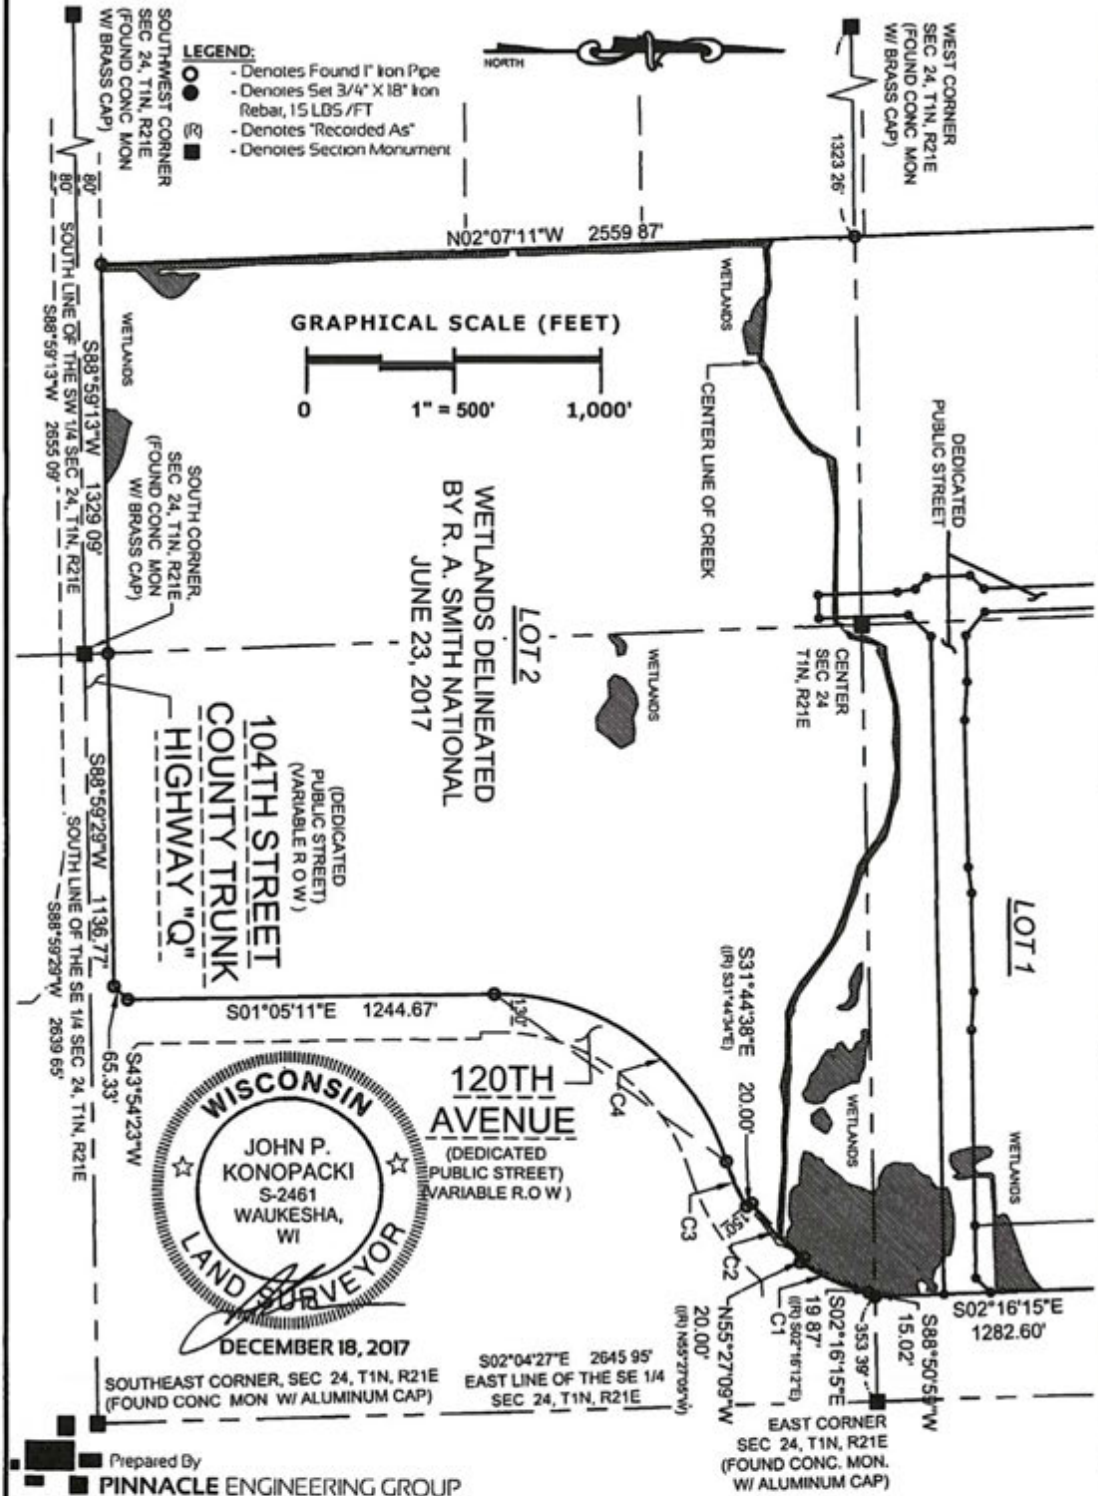 WEST CORNER
SEC 24, T1N, R21E
(FOUND CONC MON
W/ BRASS CAP)
SOUTHWEST CORNER
SEC 24, T1N, R21E
(FOUND CONC MON
W/ BRASS CAP)
LEGEND:
- Denotes Found 1" Iron Pipe
- Denotes Set 3/4" X 18" Iron
Rebar, 15 LBS/FT
(R) - Denotes "Recorded As"
- Denotes Section Monument
NORTH
1323 26'
80'
80'
N02°07'11"W 2559 87'
WETLANDS
WETLANDS
GRAPHICAL SCALE (FEET)
0 1" = 500' 1,000'
CENTER LINE OF CREEK
DEDICATED
PUBLIC STREET
S88°59'13"W 1329 09'
SOUTH LINE OF THE SW 1/4 SEC 24, T1N, R21E
S88°59'13"W 2655 09'
SOUTH CORNER,
SEC 24, T1N, R21E
(FOUND CONC MON
W/ BRASS CAP)
LOT 2
WETLANDS DELINEATED
BY R. A. SMITH NATIONAL
JUNE 23, 2017
WETLANDS
CENTER
SEC 24
T1N, R21E
LOT 1
104TH STREET
COUNTY TRUNK
HIGHWAY "Q"
(DEDICATED
PUBLIC STREET)
(VARIABLE R O W)
S88°59'29"W 1136.77'
SOUTH LINE OF THE SE 1/4 SEC 24, T1N, R21E
S88°59'29"W 2639 65'
S01°05'11"E 1244.67'
S43°54'23"W
65.33'
130'
C4
120TH
AVENUE
(DEDICATED
PUBLIC STREET)
(VARIABLE R.O W )
S31°44'38"E 20.00'
((R) S31°44'34"E)
150'
C3
C2
N55°27'09"W
20.00'
((R) N55°27'05"W)
C1
S02°16'15"E
19 87'
((R) S02°16'12"E)
353 39'
S88°50'59"W
15.02'
S02°16'15"E
1282.60'
WETLANDS
WETLANDS
WISCONSIN
JOHN P.
KONOPACKI
S-2461
WAUKESHA,
WI
LAND SURVEYOR
DECEMBER 18, 2017
SOUTHEAST CORNER, SEC 24, T1N, R21E
(FOUND CONC MON W/ ALUMINUM CAP)
S02°04'27"E 2645 95'
EAST LINE OF THE SE 1/4
SEC 24, T1N, R21E
EAST CORNER
SEC 24, T1N, R21E
(FOUND CONC. MON.
W/ ALUMINUM CAP)
Prepared By
PINNACLE ENGINEERING GROUP